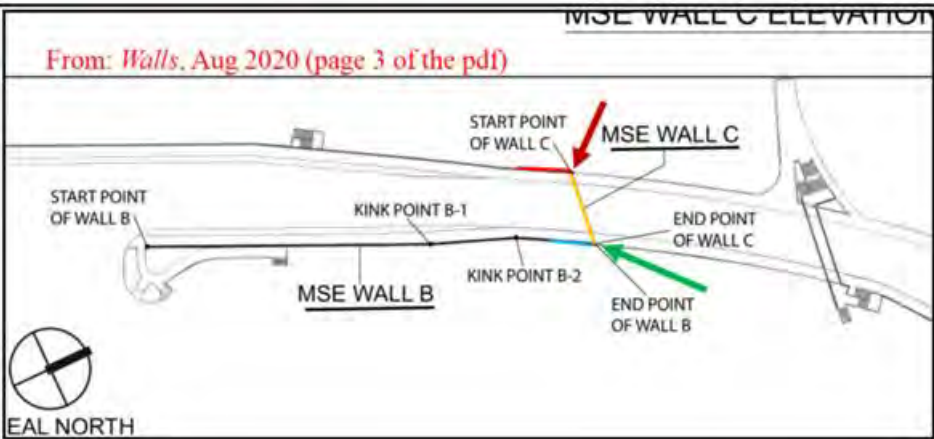 MSE WALL C ELEVATION
From: Walls, Aug 2020 (page 3 of the pdf)
START POINT
OF WALL C
MSE WALL C
START POINT
OF WALL B
KINK POINT B-1
END POINT
OF WALL C
KINK POINT B-2
MSE WALL B
END POINT
OF WALL B
EAL NORTH